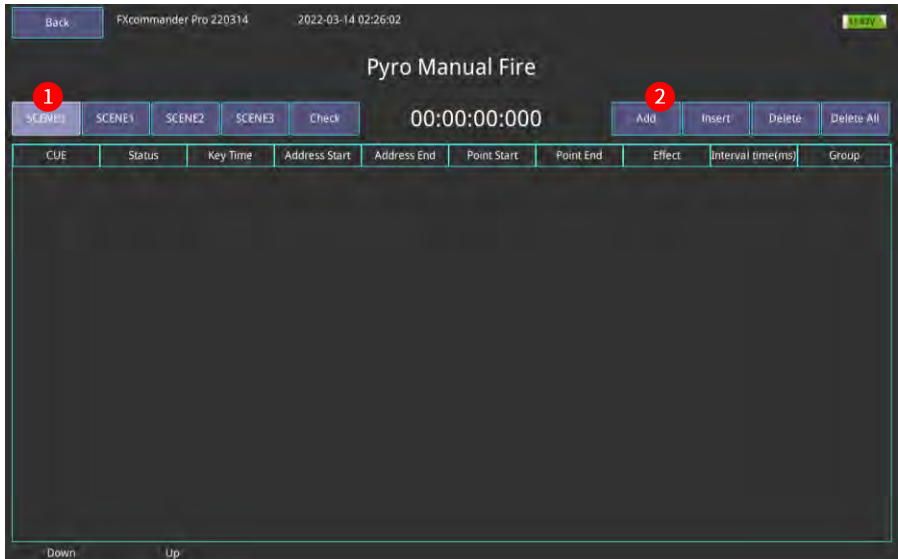 Back FXcommander Pro 220314 2022-03-14 02:26:02
Pyro Manual Fire
1 2
SCENE1 SCENE2 SCENE3 Check 00:00:00:000 Add Insert Delete Delete All
CUE Status Key Time Address Start Address End Point Start Point End Effect Interval time(ms) Group
Down Up